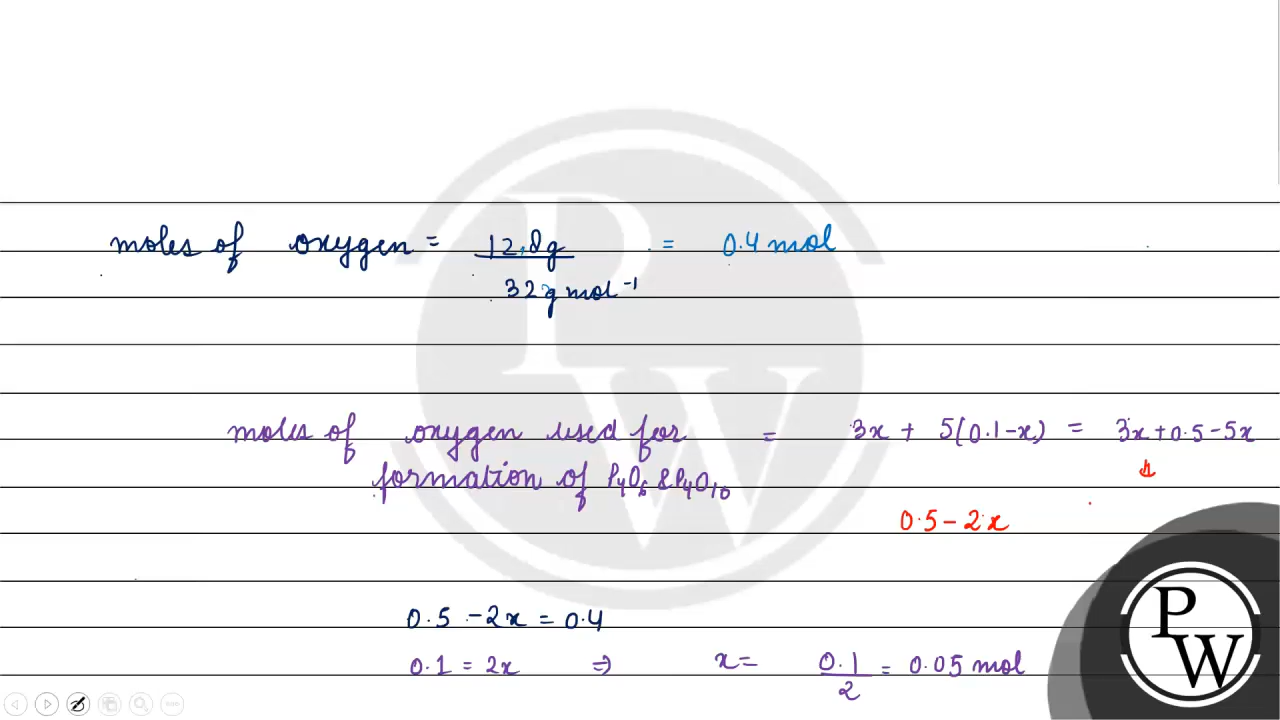 moles of oxygen = 12.8g / 32 g mol⁻¹ = 0.4 mol
moles of oxygen used for = 3x + 5(0.1-x) = 3x+0.5-5x
formation of P₄O₆ & P₄O₁₀
0.5 - 2x
0.5 - 2x = 0.4
0.1 = 2x ⇒ x = 0.1 / 2 = 0.05 mol
P
W
P
W